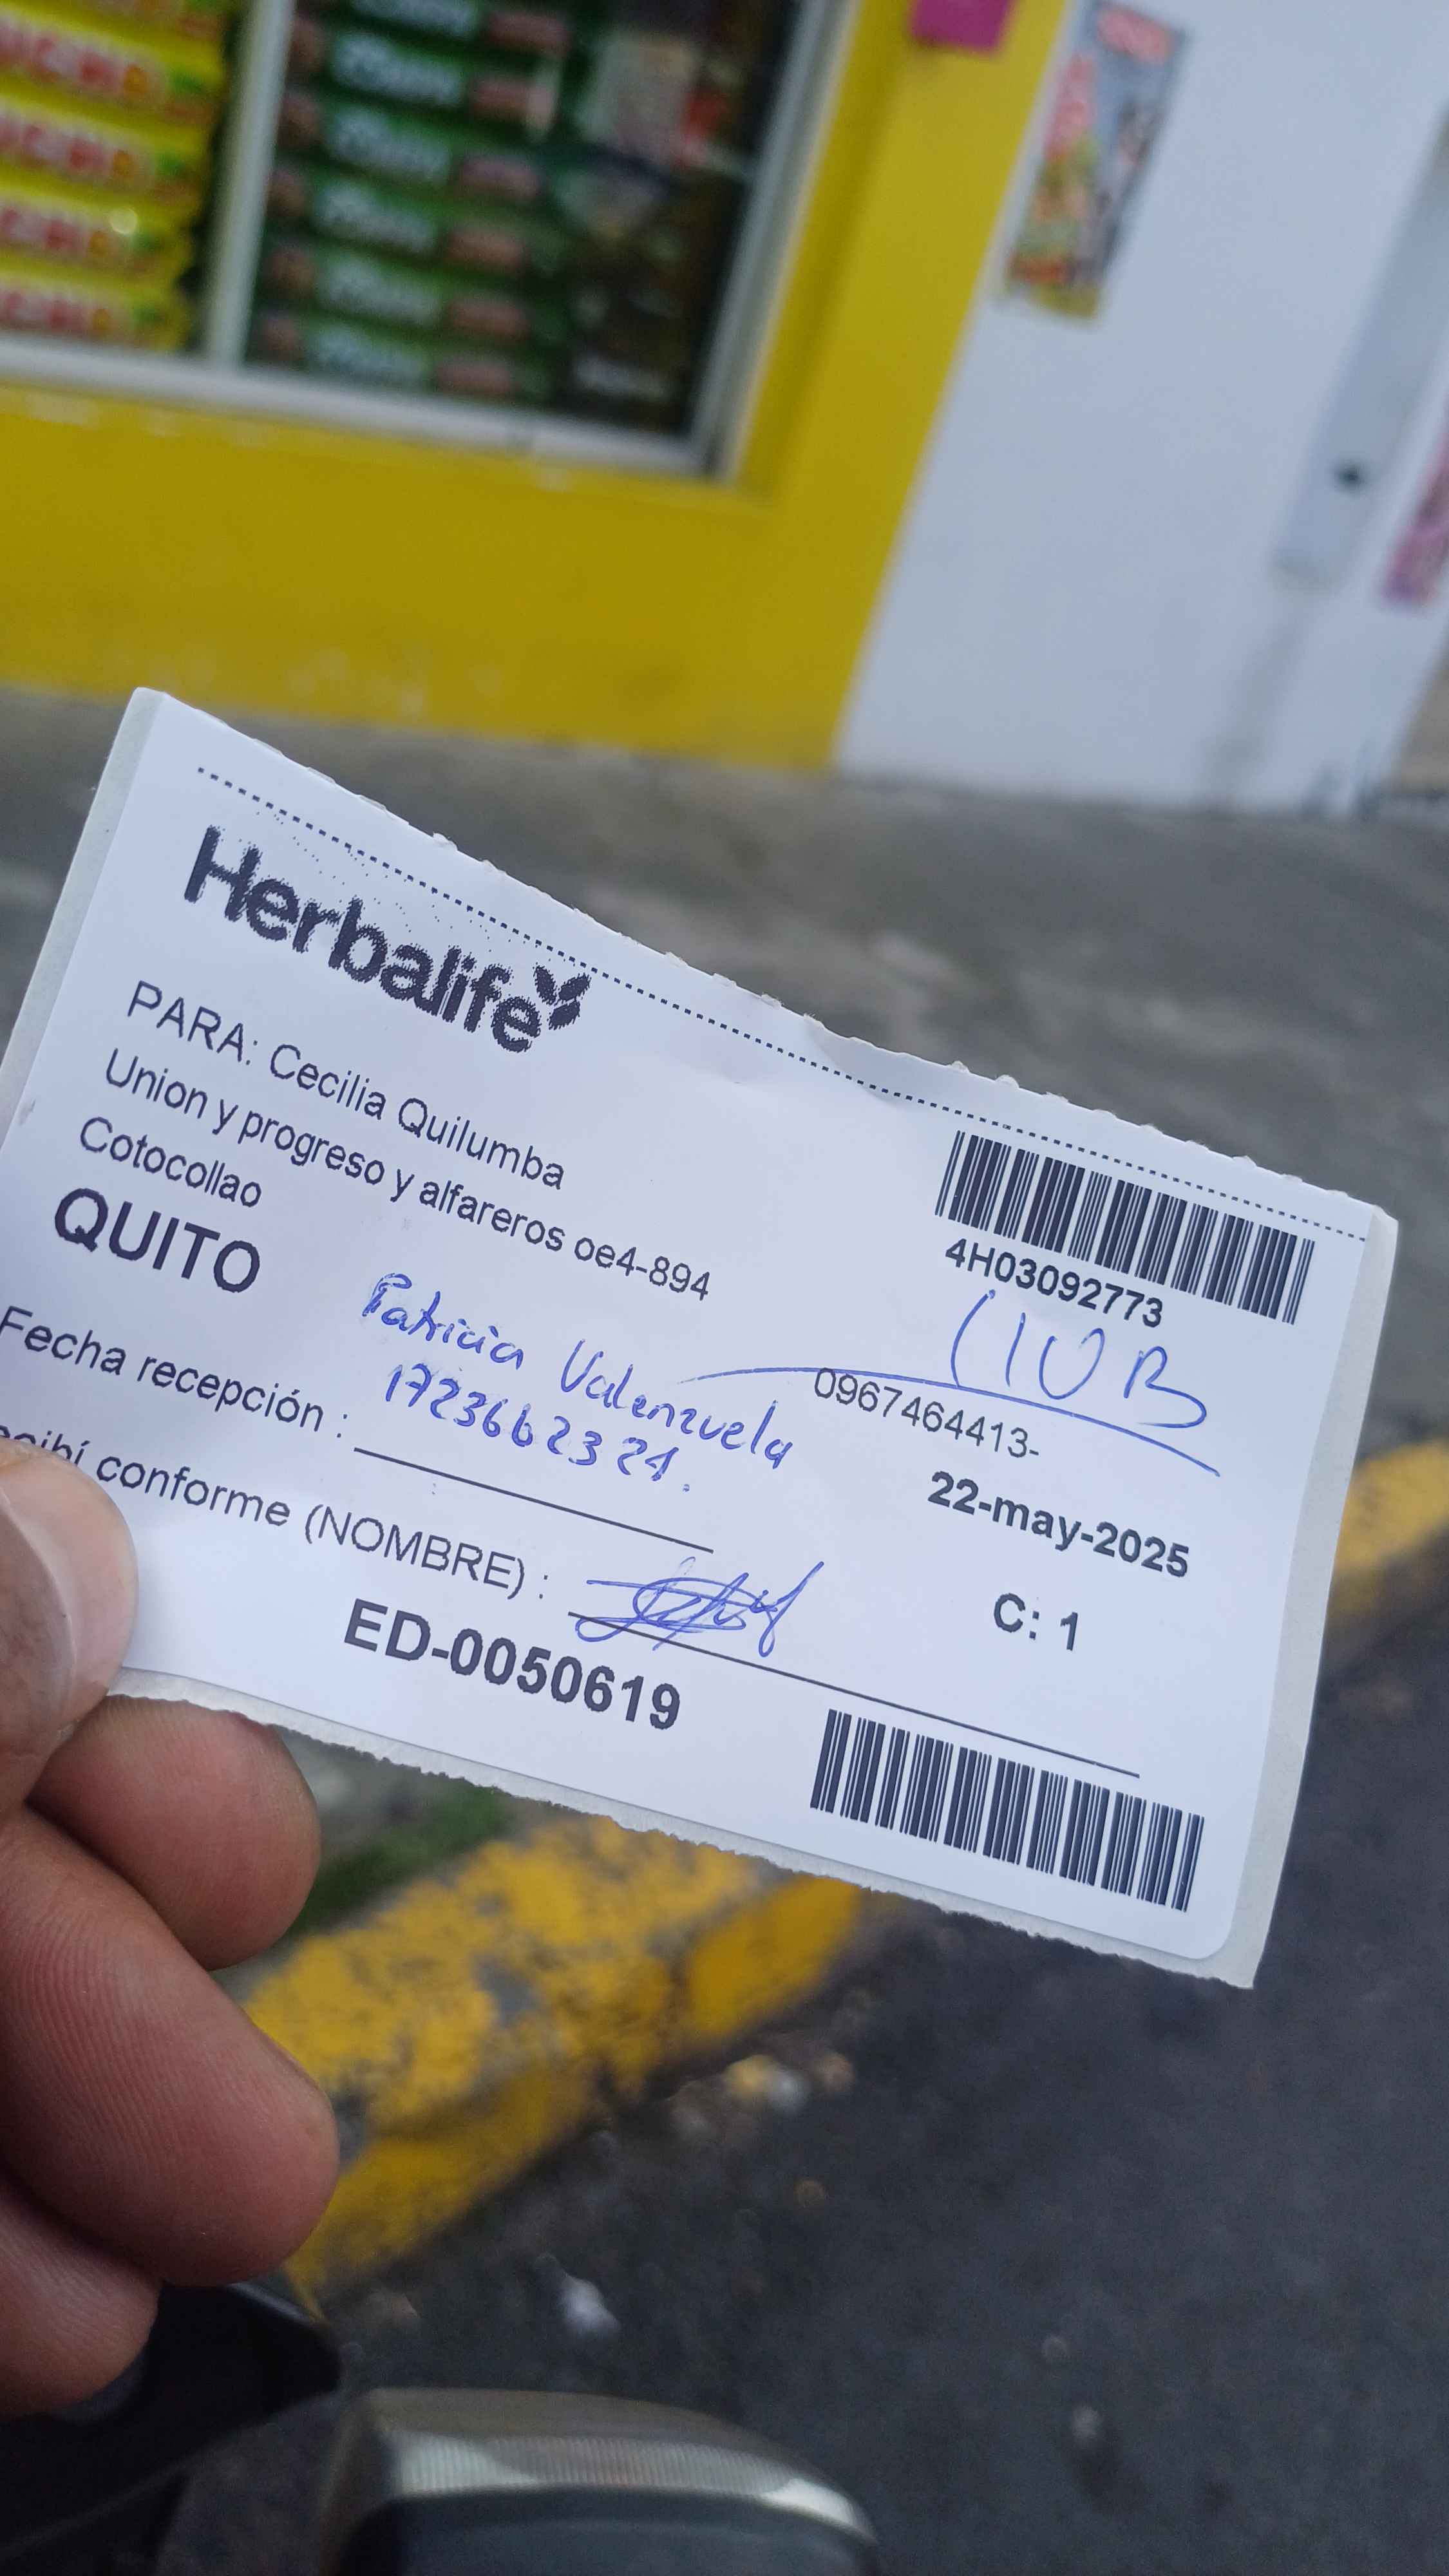 Herbalife
PARA: Cecilia Quilumba
Union y progreso y alfareros oe4-894
Cotocollao
QUITO
4H03092773
Patricia Valenzuela
1723662321.
0967464413-
Fecha recepción :
22-may-2025
conforme (NOMBRE) :
C: 1
ED-0050619